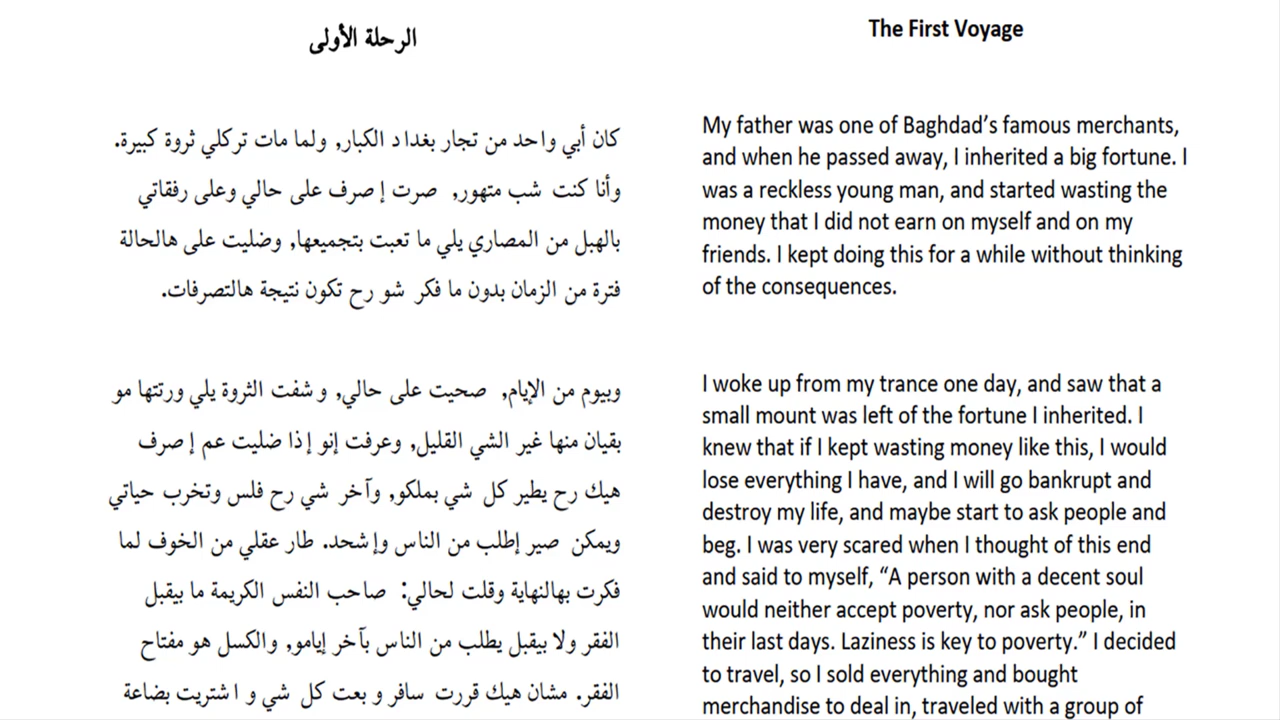 الرحلة الأولى
كان أبي واحد من تجار بغداد الكبار, ولما مات تركلي ثروة كبيرة.
وأنا كنت شب متهور, صرت إصرف على حالي وعلى رفقاتي
بالهبل من المصاري يلي ما تعبت بتجميعها, وضليت على هالحالة
فترة من الزمان بدون ما فكر شو رح تكون نتيجة هالتصرفات.
وبيوم من الإيام, صحيت على حالي, وشفت الثروة يلي ورتتها مو
بقيان منها غير الشي القليل, وعرفت إنو إذا ضليت عم إصرف
هيك رح يطير كل شي بملكو, وآخر شي رح فلس وتخرب حياتي
ويمكن صير إطلب من الناس وإشحد. طار عقلي من الخوف لما
فكرت بهالنهاية وقلت لحالي: صاحب النفس الكريمة ما بيقبل
الفقر ولا بيقبل يطلب من الناس بآخر إيامو, والكسل هو مفتاح
الفقر. مشان هيك قررت سافر و بعت كل شي و اشتريت بضاعة
The First Voyage
My father was one of Baghdad’s famous merchants,
and when he passed away, I inherited a big fortune. I
was a reckless young man, and started wasting the
money that I did not earn on myself and on my
friends. I kept doing this for a while without thinking
of the consequences.
I woke up from my trance one day, and saw that a
small mount was left of the fortune I inherited. I
knew that if I kept wasting money like this, I would
lose everything I have, and I will go bankrupt and
destroy my life, and maybe start to ask people and
beg. I was very scared when I thought of this end
and said to myself, “A person with a decent soul
would neither accept poverty, nor ask people, in
their last days. Laziness is key to poverty.” I decided
to travel, so I sold everything and bought
merchandise to deal in, traveled with a group of